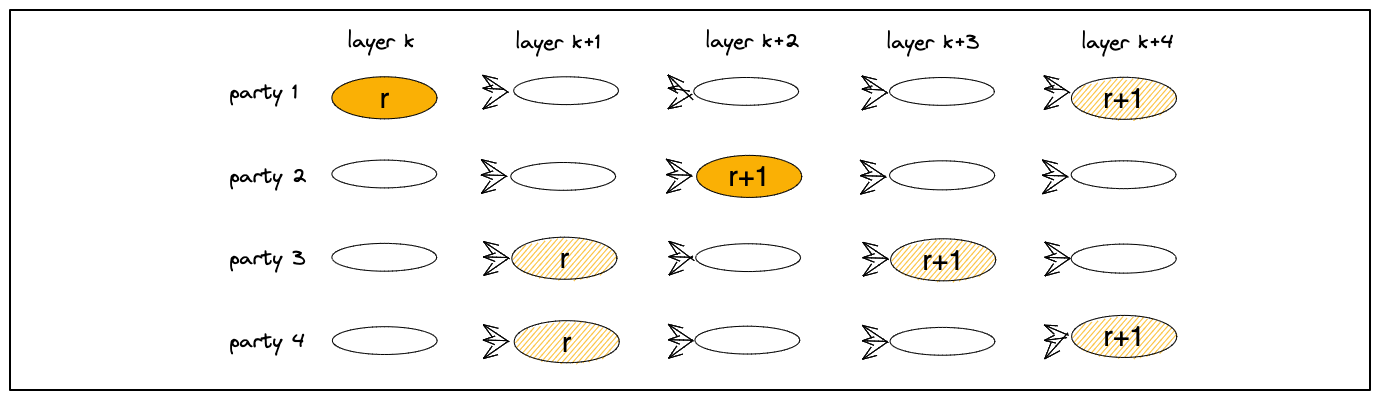 layer k layer k+1 layer k+2 layer k+3 layer k+4
party 1 r r+1
party 2 r+1
party 3 r r+1
party 4 r r+1